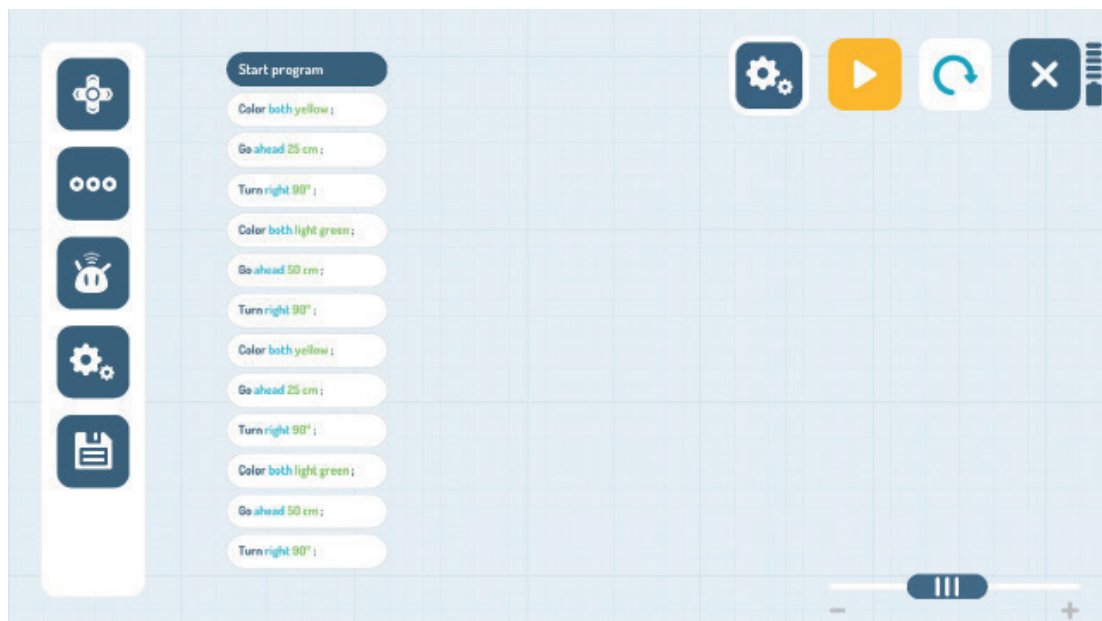 Start program
Color both yellow ;
Go ahead 25 cm ;
Turn right 90° ;
Color both light green ;
Go ahead 50 cm ;
Turn right 90° ;
Color both yellow ;
Go ahead 25 cm ;
Turn right 90° ;
Color both light green ;
Go ahead 50 cm ;
Turn right 90° ;